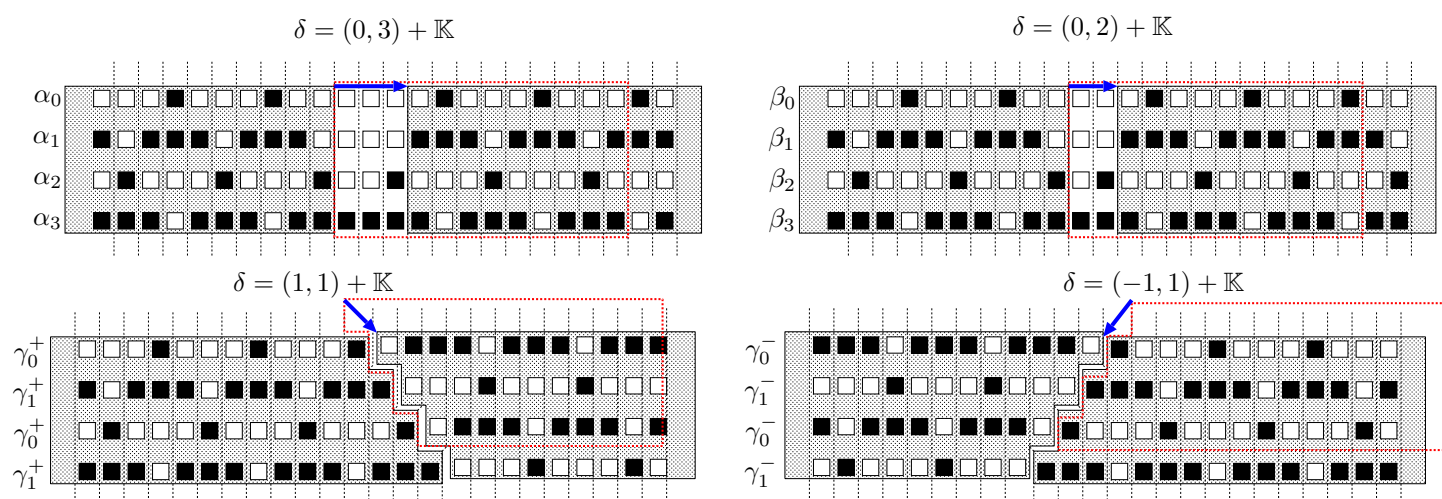 δ = (0, 3) + 𝕂
α₀
α₁
α₂
α₃
δ = (0, 2) + 𝕂
β₀
β₁
β₂
β₃
δ = (1, 1) + 𝕂
γ₀⁺
γ₁⁺
γ₀⁺
γ₁⁺
δ = (−1, 1) + 𝕂
γ₀⁻
γ₁⁻
γ₀⁻
γ₁⁻